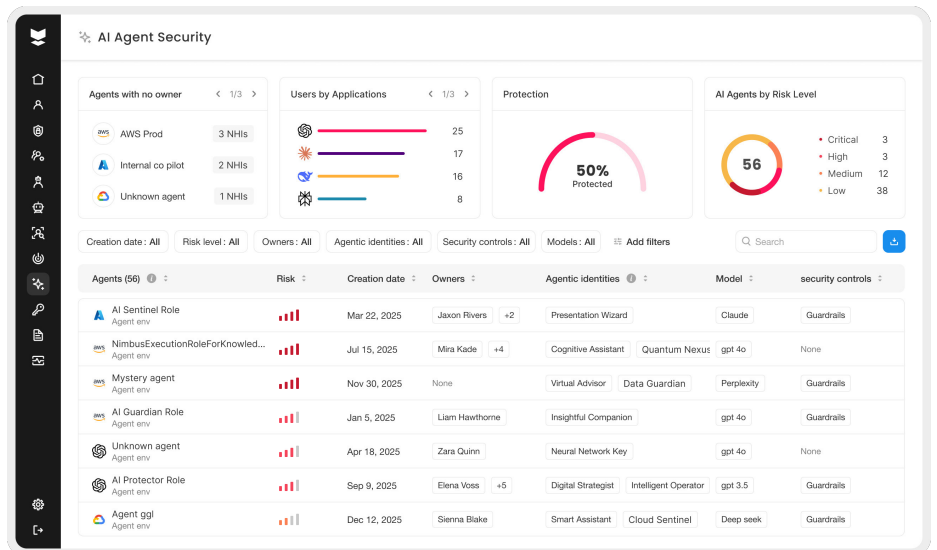 AI Agent Security
Agents with no owner 1/3
aws AWS Prod 3 NHIs
Internal co pilot 2 NHIs
Unknown agent 1 NHIs
Users by Applications 1/3
25
17
16
8
Protection
50%
Protected
AI Agents by Risk Level
56
Critical 3
High 3
Medium 12
Low 38
Creation date: All Risk level: All Owners: All Agentic identities: All Security controls: All Models: All Add filters Search
Agents (56) Risk Creation date Owners Agentic identities Model security controls
AI Sentinel Role Mar 22, 2025 Jaxon Rivers +2 Presentation Wizard Claude Guardrails
Agent env
aws NimbusExecutionRoleForKnowled... Jul 15, 2025 Mira Kade +4 Cognitive Assistant Quantum Nexus gpt 4o None
Agent env
aws Mystery agent Nov 30, 2025 None Virtual Advisor Data Guardian Perplexity Guardrails
Agent env
aws AI Guardian Role Jan 5, 2025 Liam Hawthorne Insightful Companion gpt 4o Guardrails
Agent env
Unknown agent Apr 18, 2025 Zara Quinn Neural Network Key gpt 4o None
Agent env
AI Protector Role Sep 9, 2025 Elena Voss +5 Digital Strategist Intelligent Operator gpt 3.5 Guardrails
Agent env
Agent ggl Dec 12, 2025 Sienna Blake Smart Assistant Cloud Sentinel Deep seek Guardrails
Agent env